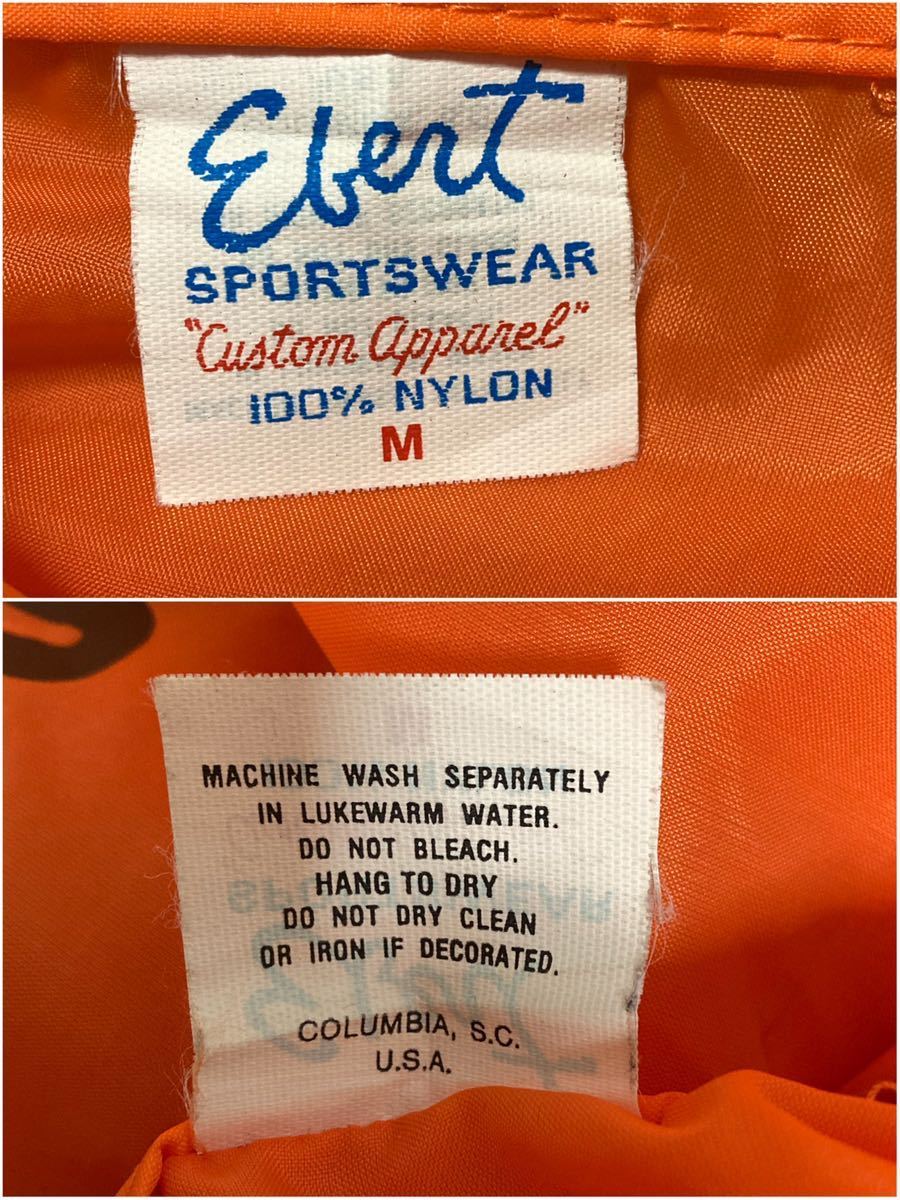 Ebert
SPORTSWEAR
"Custom Apparel"
100% NYLON
M
MACHINE WASH SEPARATELY
IN LUKEWARM WATER.
DO NOT BLEACH.
HANG TO DRY
DO NOT DRY CLEAN
OR IRON IF DECORATED.
COLUMBIA, S.C.
U.S.A.